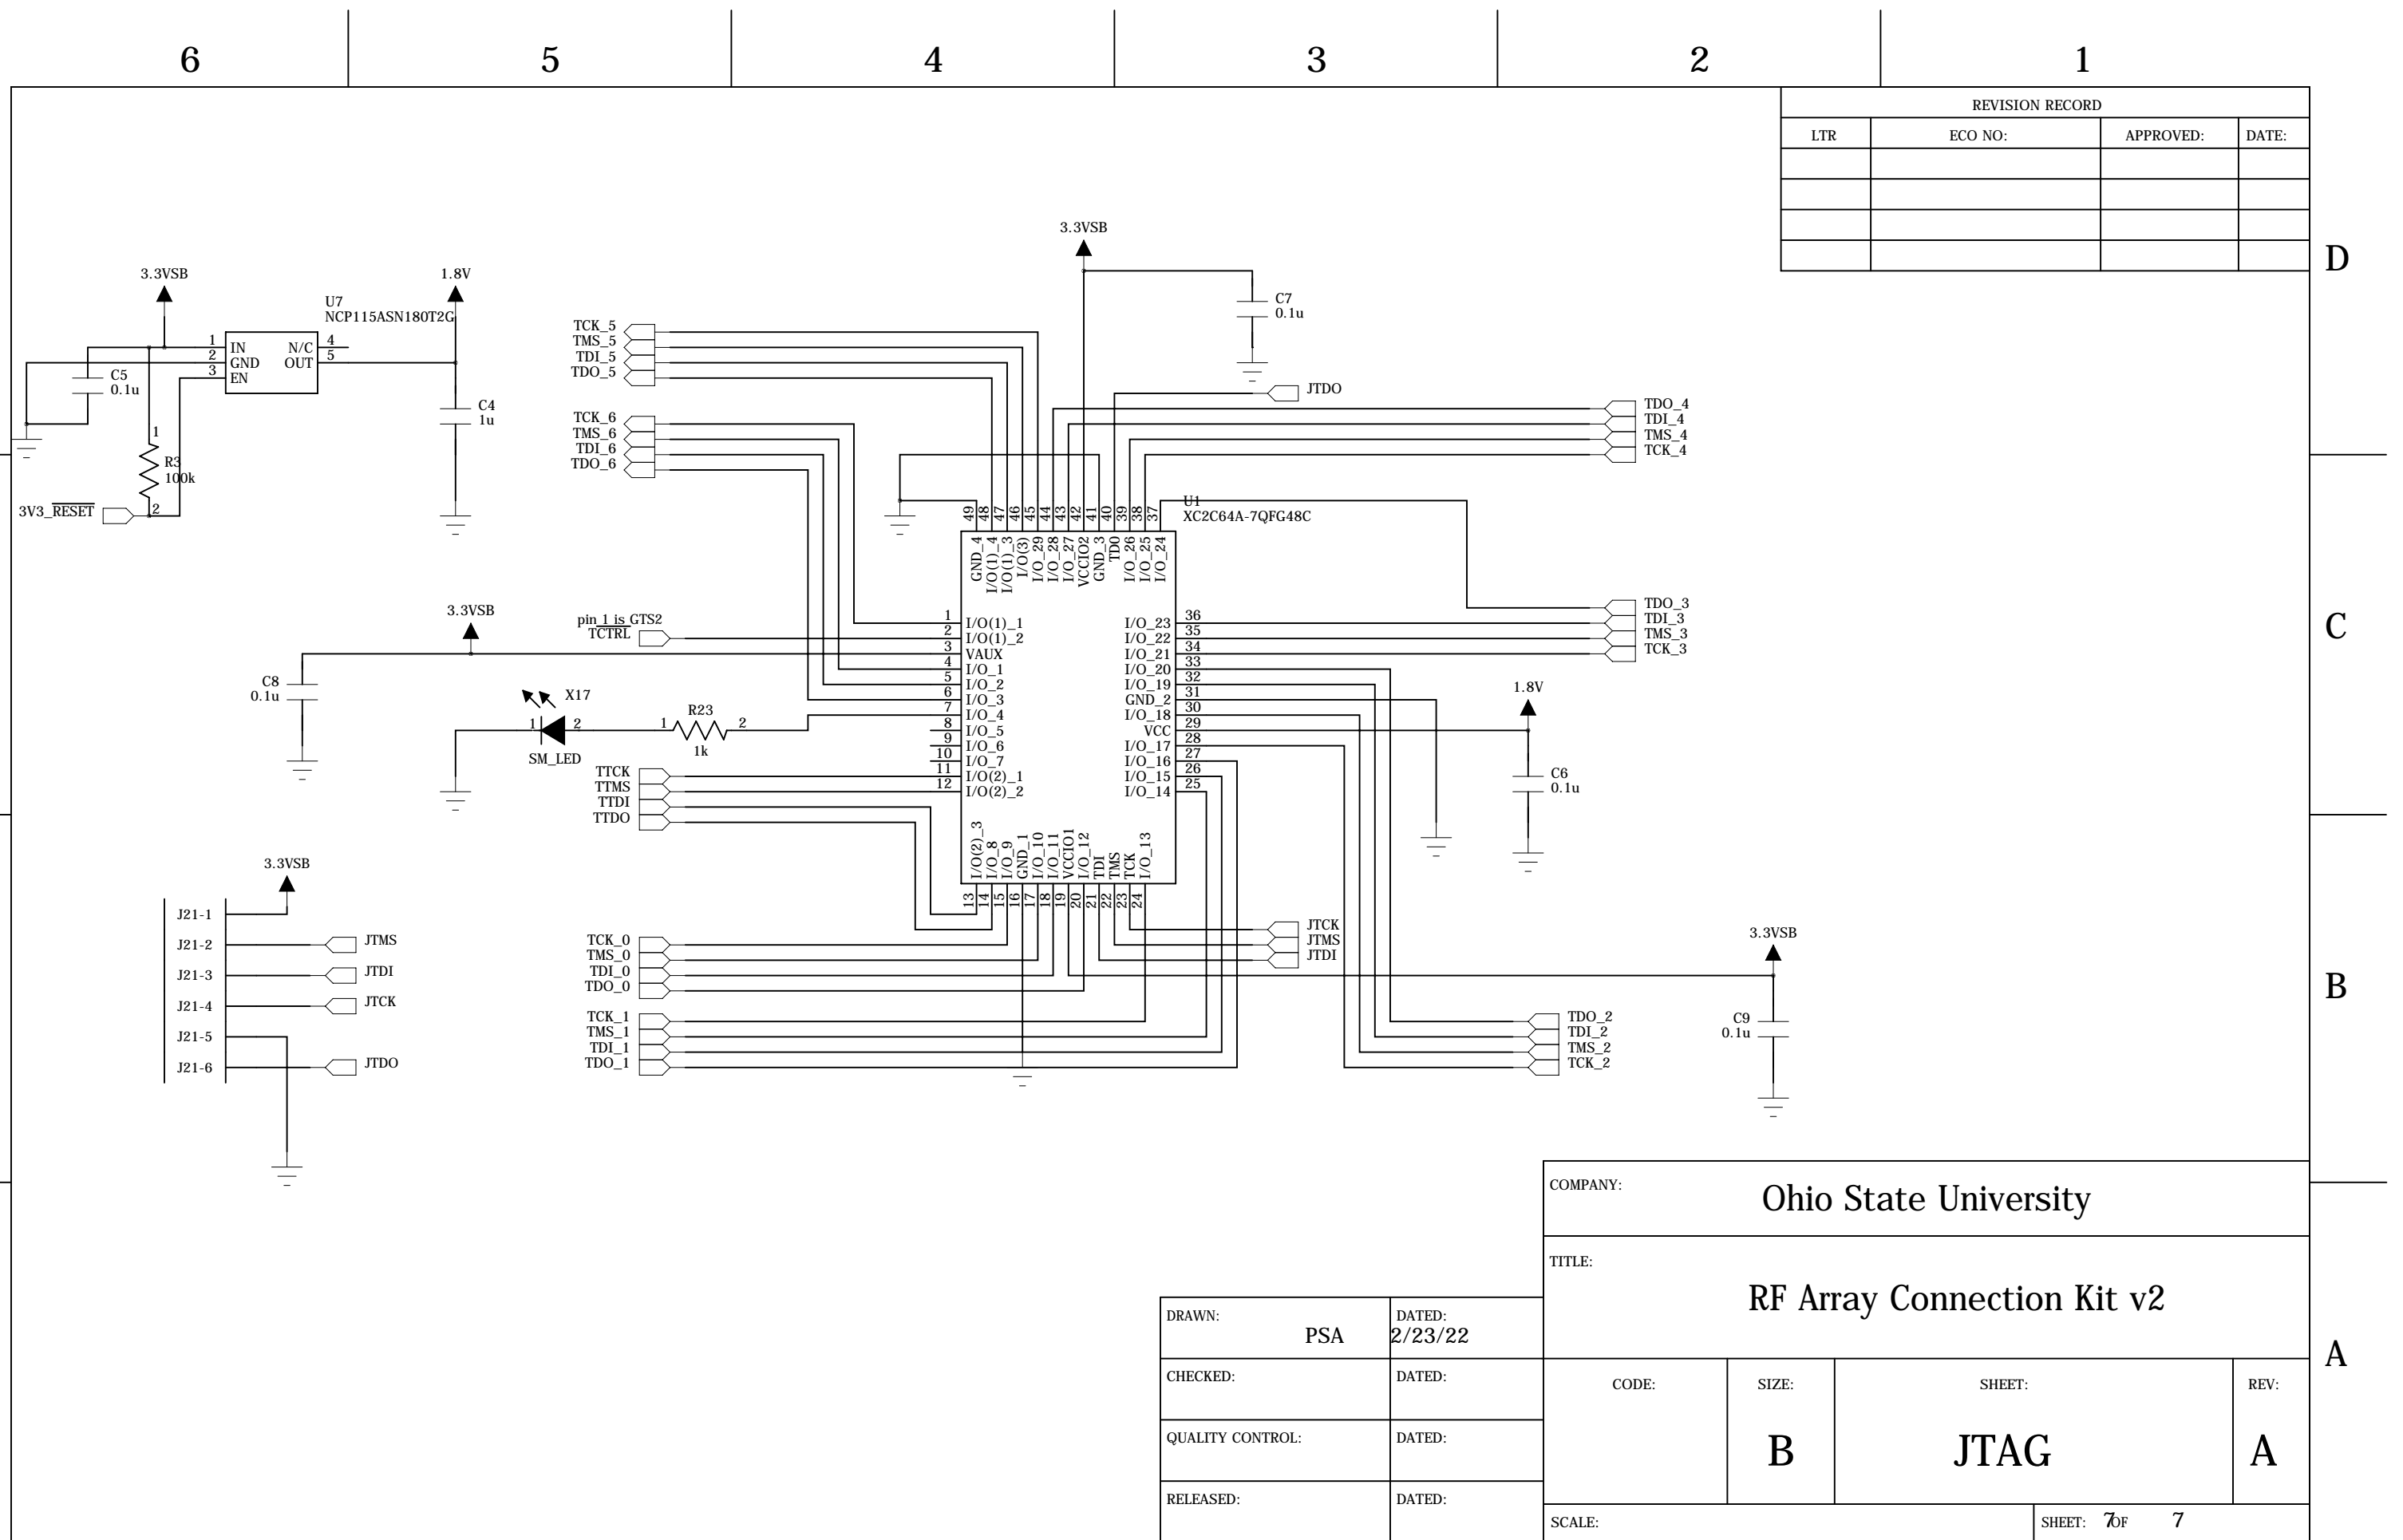 6 5 4 3 2 1
REVISION RECORD
LTR ECO NO: APPROVED: DATE:
D
C
B
A
3.3VSB
1.8V
U7
NCP115ASN180T2G
1 IN N/C 4
2 GND OUT 5
3 EN
C5
0.1u
C4
1u
1
R3
100k
2
3V3_RESET
TCK_5
TMS_5
TDI_5
TDO_5
TCK_6
TMS_6
TDI_6
TDO_6
3.3VSB
C7
0.1u
JTDO
TDO_4
TDI_4
TMS_4
TCK_4
U1
XC2C64A-7QFG48C
49 48 47 46 45 44 43 42 41 40 39 38 37
GND_4 I/O(1)_4 I/O(1)_3 I/O(3) I/O_29 I/O_28 I/O_27 VCCIO2 GND_3 TDO I/O_26 I/O_25 I/O_24
TDO_3
TDI_3
TMS_3
TCK_3
3.3VSB
pin 1 is GTS2
TCTRL
C8
0.1u
1 I/O(1)_1 I/O_23 36
2 I/O(1)_2 I/O_22 35
3 VAUX I/O_21 34
4 I/O_1 I/O_20 33
5 I/O_2 I/O_19 32
6 I/O_3 GND_2 31
7 I/O_4 I/O_18 30
8 I/O_5 VCC 29
9 I/O_6 I/O_17 28
10 I/O_7 I/O_16 27
11 I/O(2)_1 I/O_15 26
12 I/O(2)_2 I/O_14 25
X17
1 2
SM_LED
R23
1 2
1k
TTCK
TTMS
TTDI
TTDO
1.8V
C6
0.1u
I/O(2)_3 I/O_8 I/O_9 GND_1 I/O_10 I/O_11 VCCIO1 I/O_12 TDI TMS TCK I/O_13
13 14 15 16 17 18 19 20 21 22 23 24
3.3VSB
J21-1
J21-2 JTMS
J21-3 JTDI
J21-4 JTCK
J21-5
J21-6 JTDO
TCK_0
TMS_0
TDI_0
TDO_0
TCK_1
TMS_1
TDI_1
TDO_1
JTCK
JTMS
JTDI
3.3VSB
C9
0.1u
TDO_2
TDI_2
TMS_2
TCK_2
COMPANY:
Ohio State University
TITLE:
RF Array Connection Kit v2
DRAWN: DATED:
PSA 2/23/22
CHECKED: DATED:
QUALITY CONTROL: DATED:
RELEASED: DATED:
CODE: SIZE: SHEET: REV:
B JTAG A
SCALE: SHEET: 7 OF 7